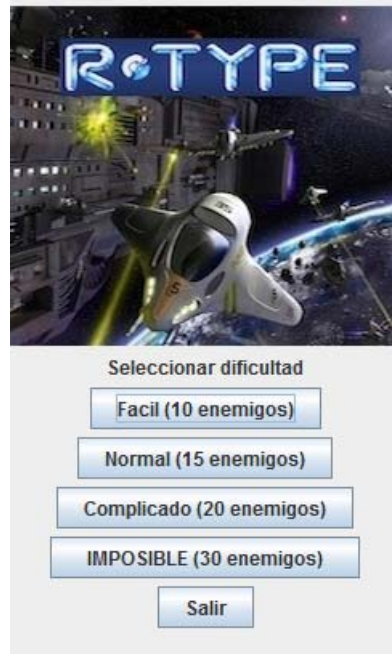 R-TYPE
Seleccionar dificultad
Facil (10 enemigos)
Normal (15 enemigos)
Complicado (20 enemigos)
IMPOSIBLE (30 enemigos)
Salir